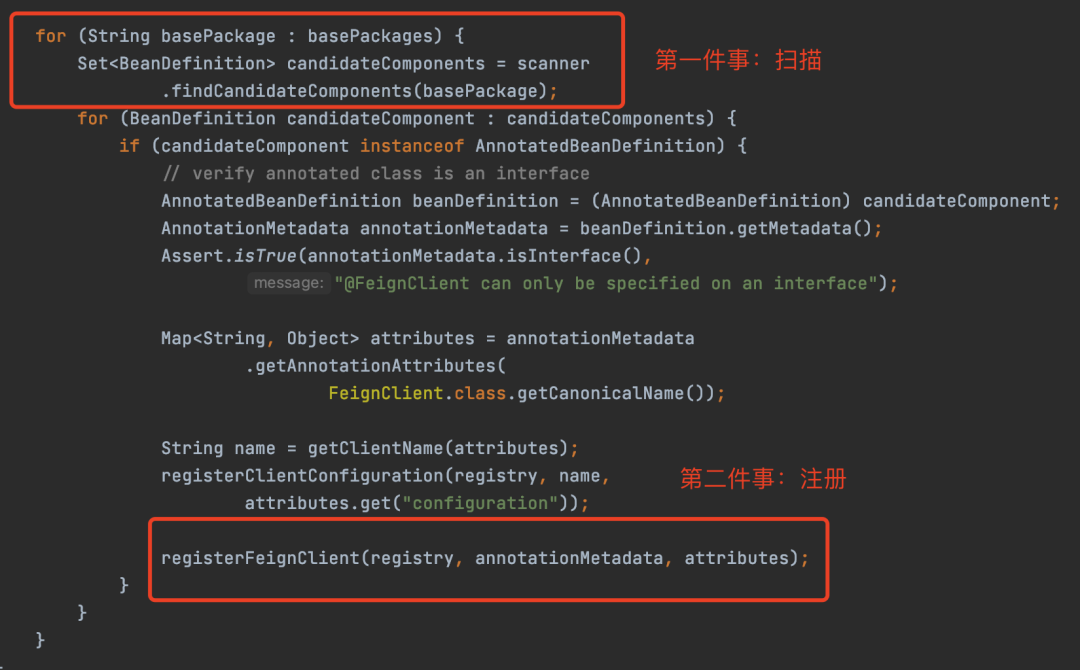 for (String basePackage : basePackages) {
Set<BeanDefinition> candidateComponents = scanner
第一件事：扫描
.findCandidateComponents(basePackage);
for (BeanDefinition candidateComponent : candidateComponents) {
if (candidateComponent instanceof AnnotatedBeanDefinition) {
// verify annotated class is an interface
AnnotatedBeanDefinition beanDefinition = (AnnotatedBeanDefinition) candidateComponent;
AnnotationMetadata annotationMetadata = beanDefinition.getMetadata();
Assert.isTrue(annotationMetadata.isInterface(),
message: "@FeignClient can only be specified on an interface");
Map<String, Object> attributes = annotationMetadata
.getAnnotationAttributes(
FeignClient.class.getCanonicalName());
String name = getClientName(attributes);
registerClientConfiguration(registry, name,
第二件事：注册
attributes.get("configuration"));
registerFeignClient(registry, annotationMetadata, attributes);
}
}
}